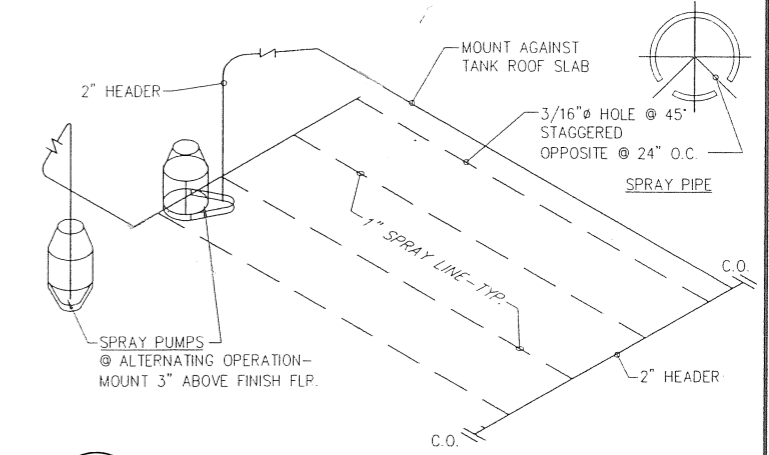 MOUNT AGAINST
TANK ROOF SLAB
2" HEADER
3/16"ø HOLE @ 45°
STAGGERED
OPPOSITE @ 24" O.C.
SPRAY PIPE
1" SPRAY LINE-TYP.
C.O.
SPRAY PUMPS
@ ALTERNATING OPERATION-
MOUNT 3" ABOVE FINISH FLR.
2" HEADER
C.O.